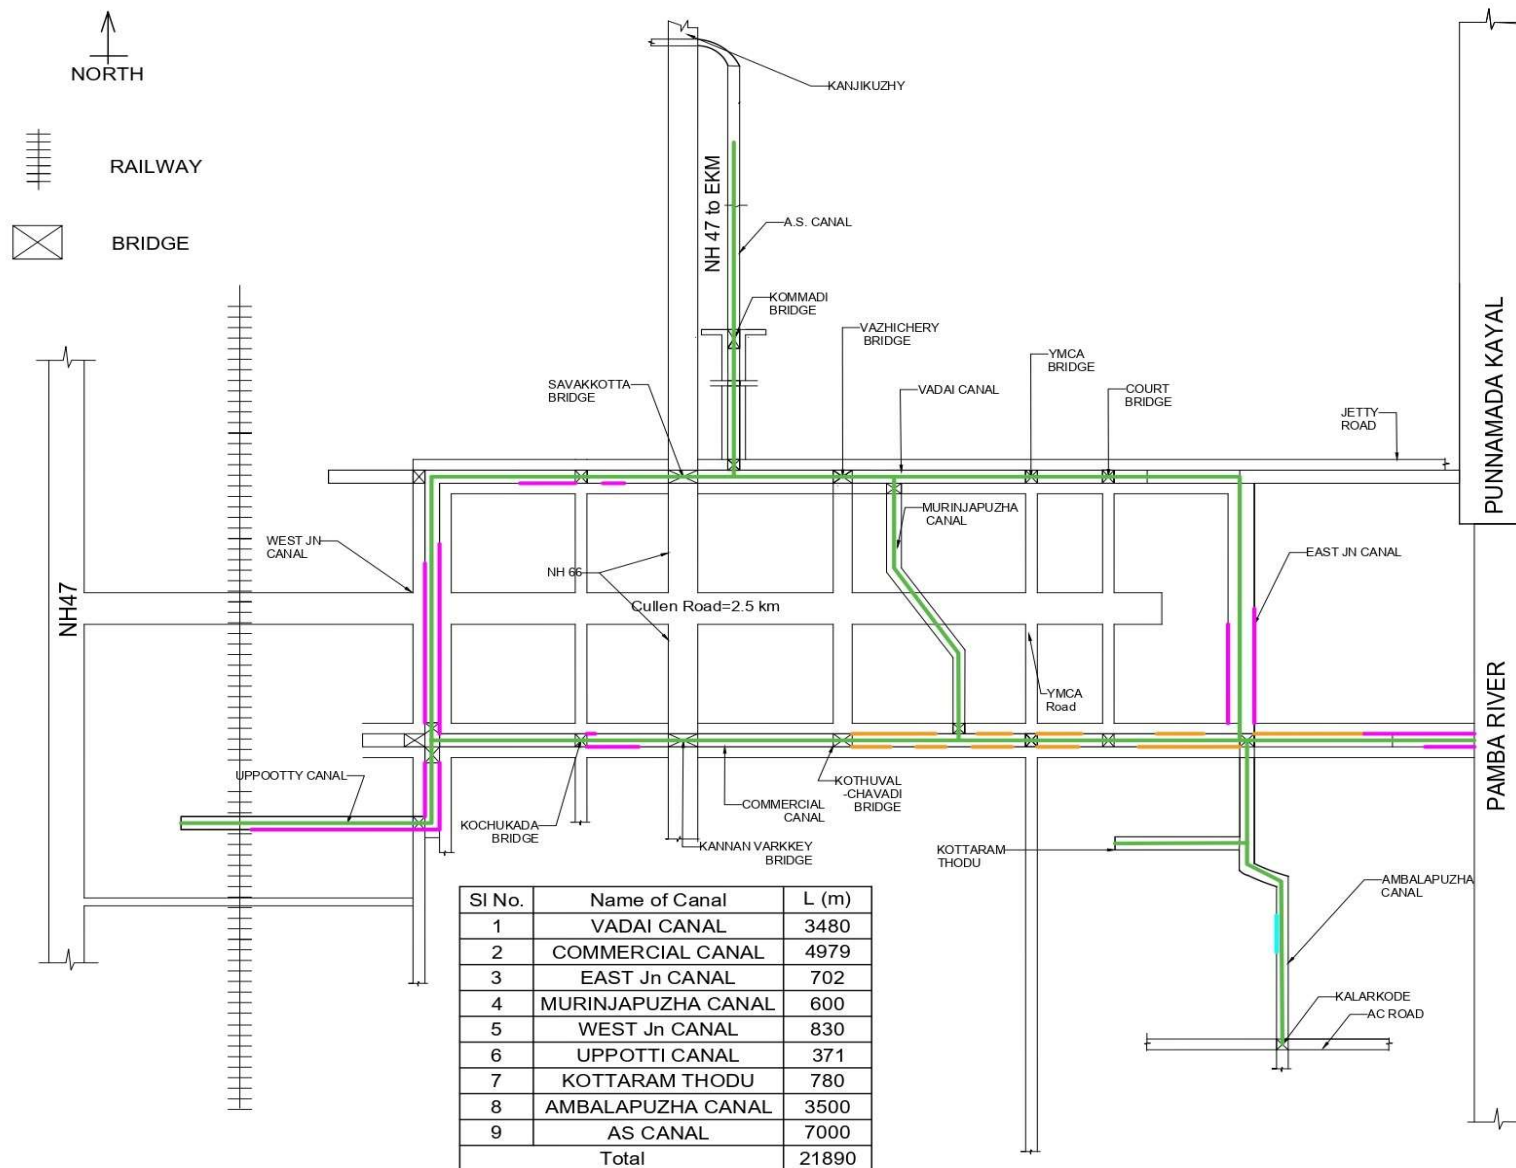 KANJIKUZHY
NORTH
RAILWAY
BRIDGE
NH 47 to EKM
A.S. CANAL
KOMMADI
BRIDGE
VAZHICHERY
BRIDGE
YMCA
BRIDGE
SAVAKKOTTA
BRIDGE
VADAI CANAL
COURT
BRIDGE
JETTY
ROAD
PUNNAMADA KAYAL
MURINJAPUZHA
CANAL
WEST JN
CANAL
EAST JN CANAL
NH 66
NH47
Cullen Road=2.5 km
YMCA
Road
PAMBA RIVER
UPPOOTTY CANAL
KOTHUVAL
-CHAVADI
BRIDGE
COMMERCIAL
CANAL
KOCHUKADA
BRIDGE
KANNAN VARKKEY
BRIDGE
KOTTARAM
THODU
AMBALAPUZHA
CANAL
KALARKODE
AC ROAD
SI No. Name of Canal L (m)
1 VADAI CANAL 3480
2 COMMERCIAL CANAL 4979
3 EAST Jn CANAL 702
4 MURINJAPUZHA CANAL 600
5 WEST Jn CANAL 830
6 UPPOTTI CANAL 371
7 KOTTARAM THODU 780
8 AMBALAPUZHA CANAL 3500
9 AS CANAL 7000
Total 21890